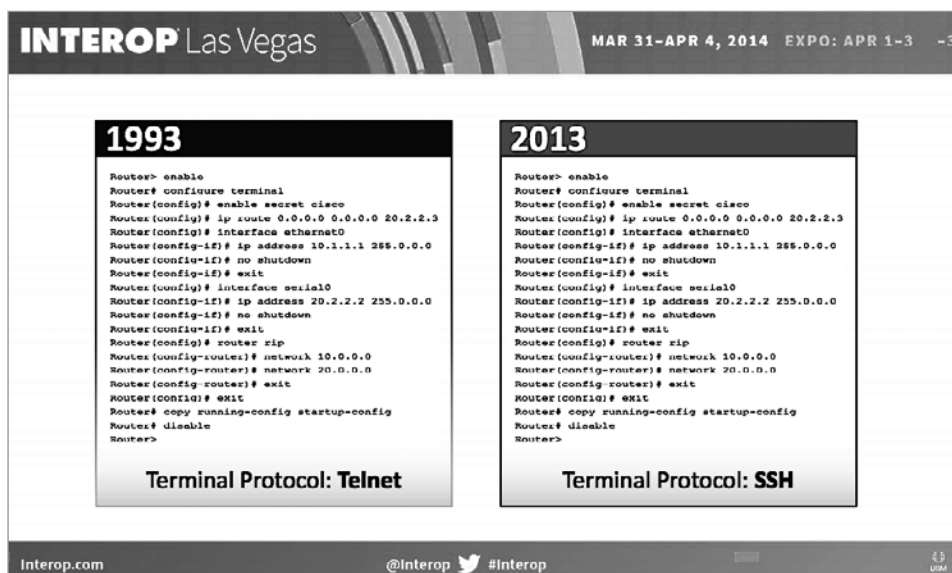 INTEROP Las Vegas
MAR 31–APR 4, 2014 EXPO: APR 1–3
1993
Router> enable
Router# configure terminal
Router(config)# enable secret cisco
Router(config)# ip route 0.0.0.0 0.0.0.0 20.2.2.3
Router(config)# interface ethernet0
Router(config-if)# ip address 10.1.1.1 255.0.0.0
Router(config-if)# no shutdown
Router(config-if)# exit
Router(config)# interface serial0
Router(config-if)# ip address 20.2.2.2 255.0.0.0
Router(config-if)# no shutdown
Router(config-if)# exit
Router(config)# router rip
Router(config-router)# network 10.0.0.0
Router(config-router)# network 20.0.0.0
Router(config-router)# exit
Router(config)# exit
Router# copy running-config startup-config
Router# disable
Router>
Terminal Protocol: Telnet
2013
Router> enable
Router# configure terminal
Router(config)# enable secret cisco
Router(config)# ip route 0.0.0.0 0.0.0.0 20.2.2.3
Router(config)# interface ethernet0
Router(config-if)# ip address 10.1.1.1 255.0.0.0
Router(config-if)# no shutdown
Router(config-if)# exit
Router(config)# interface serial0
Router(config-if)# ip address 20.2.2.2 255.0.0.0
Router(config-if)# no shutdown
Router(config-if)# exit
Router(config)# router rip
Router(config-router)# network 10.0.0.0
Router(config-router)# network 20.0.0.0
Router(config-router)# exit
Router(config)# exit
Router# copy running-config startup-config
Router# disable
Router>
Terminal Protocol: SSH
Interop.com
@Interop #Interop
UBM